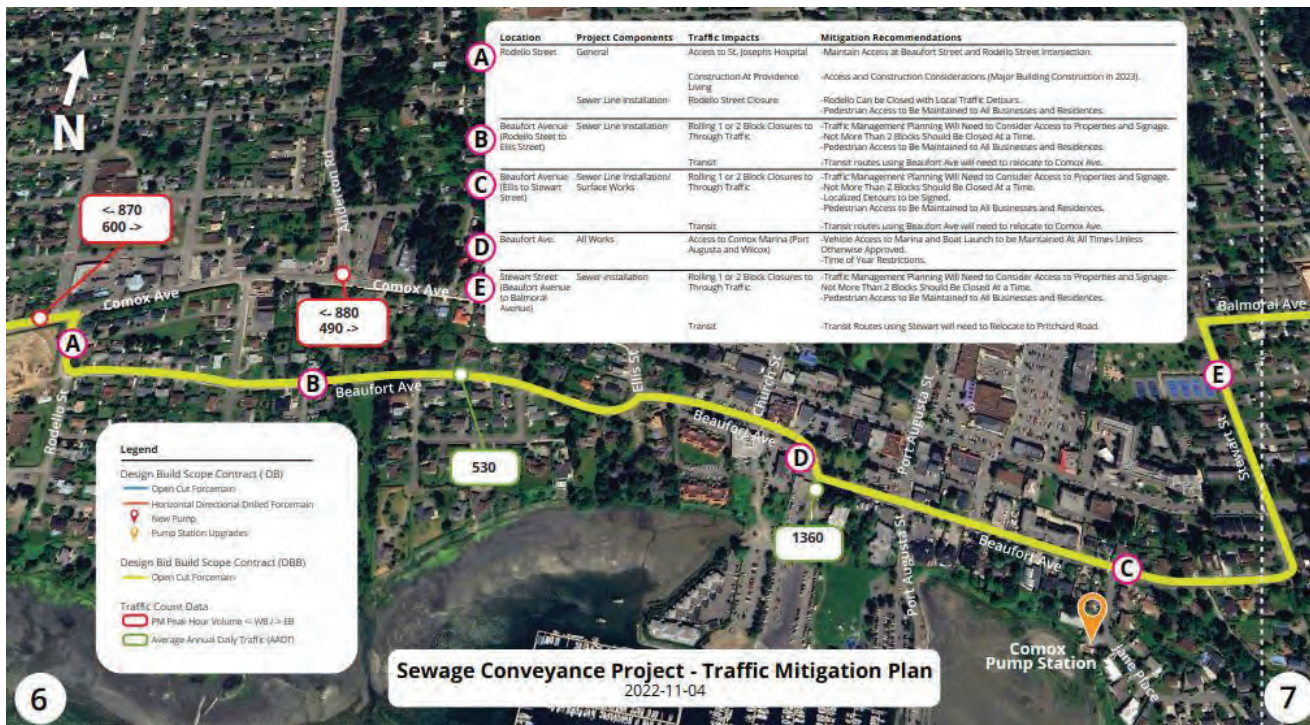 Location Project Components Traffic Impacts Mitigation Recommendations
A
Rodello Street General Access to St. Josephs Hospital -Maintain Access at Beaufort Street and Rodello Street Intersection.
Construction At Providence -Access and Construction Considerations (Major Building Construction in 2023).
Living
Sewer Line Installation Rodello Street Closure -Rodello Can be Closed with Local Traffic Detours.
-Pedestrian Access to Be Maintained to All Businesses and Residences.
B
Beaufort Avenue Sewer Line Installation Rolling 1 or 2 Block Closures to -Traffic Management Planning Will Need to Consider Access to Properties and Signage.
(Rodello Steet to Through Traffic -Not More Than 2 Blocks Should Be Closed At a Time.
Ellis Street) -Pedestrian Access to Be Maintained to All Businesses and Residences.
Transit -Transit routes using Beaufort Ave will need to relocate to Comox Ave.
C
Beaufort Avenue Sewer Line Installation/ Rolling 1 or 2 Block Closures to -Traffic Management Planning Will Need to Consider Access to Properties and Signage.
(Ellis to Stewart Surface Works Through Traffic -Not More Than 2 Blocks Should Be Closed At a Time.
Street) -Localized Detours to be Signed.
-Pedestrian Access to Be Maintained to All Businesses and Residences.
Transit -Transit routes using Beaufort Ave will need to relocate to Comox Ave.
D
Beaufort Ave. All Works Access to Comox Marina (Port -Vehicle Access to Marina and Boat Launch to be Maintained At All Times Unless
Augusta and Wilcox) Otherwise Approved.
-Time of Year Restrictions.
E
Stewart Street Sewer Installation Rolling 1 or 2 Block Closures to -Traffic Management Planning Will Need to Consider Access to Properties and Signage.
(Beaufort Avenue Through Traffic Not More Than 2 Blocks Should Be Closed At a Time.
to Balmoral -Pedestrian Access to Be Maintained to All Businesses and Residences.
Avenue)
Transit -Transit Routes using Stewart will need to Relocate to Pritchard Road.
N
Anderton Rd
<- 870
600 ->
Comox Ave
Comox Ave
<- 880
490 ->
Balmoral Ave
A
B
Beaufort Ave
Rodello St
Ellis St
Church St
Port Augusta St
E
Stewart St
Beaufort Ave
D
530
1360
Port Augusta St
Beaufort Ave
C
Comox
Pump Station
Jane Place
Legend
Design Build Scope Contract ( DB)
Open Cut Forcemain
Horizontal Directional Drilled Forcemain
New Pump
Pump Station Upgrades
Design Bid Build Scope Contract (DBB)
Open Cut Forcemain
Traffic Count Data
PM Peak Hour Volume <- WB / -> EB
Average Annual Daily Traffic (AADT)
Sewage Conveyance Project - Traffic Mitigation Plan
2022-11-04
6
7